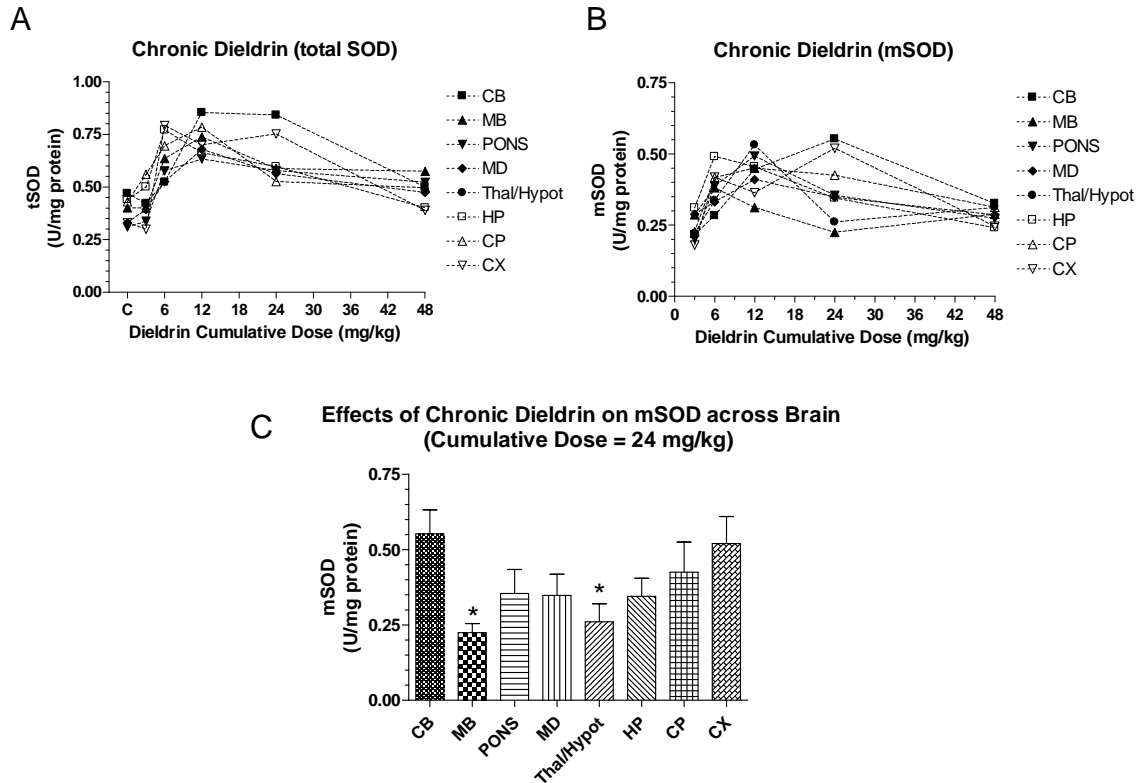 A
Chronic Dieldrin (total SOD)
1.00
0.75
0.50
0.25
0.00
tSOD
(U/mg protein)
C 6 12 18 24 30 36 42 48
Dieldrin Cumulative Dose (mg/kg)
CB
MB
PONS
MD
Thal/Hypot
HP
CP
CX
B
Chronic Dieldrin (mSOD)
0.75
0.50
0.25
0.00
mSOD
(U/mg protein)
0 6 12 18 24 30 36 42 48
Dieldrin Cumulative Dose (mg/kg)
CB
MB
PONS
MD
Thal/Hypot
HP
CP
CX
C
Effects of Chronic Dieldrin on mSOD across Brain
(Cumulative Dose = 24 mg/kg)
0.75
0.50
0.25
0.00
mSOD
(U/mg protein)
* *
CB MB PONS MD Thal/Hypot HP CP CX